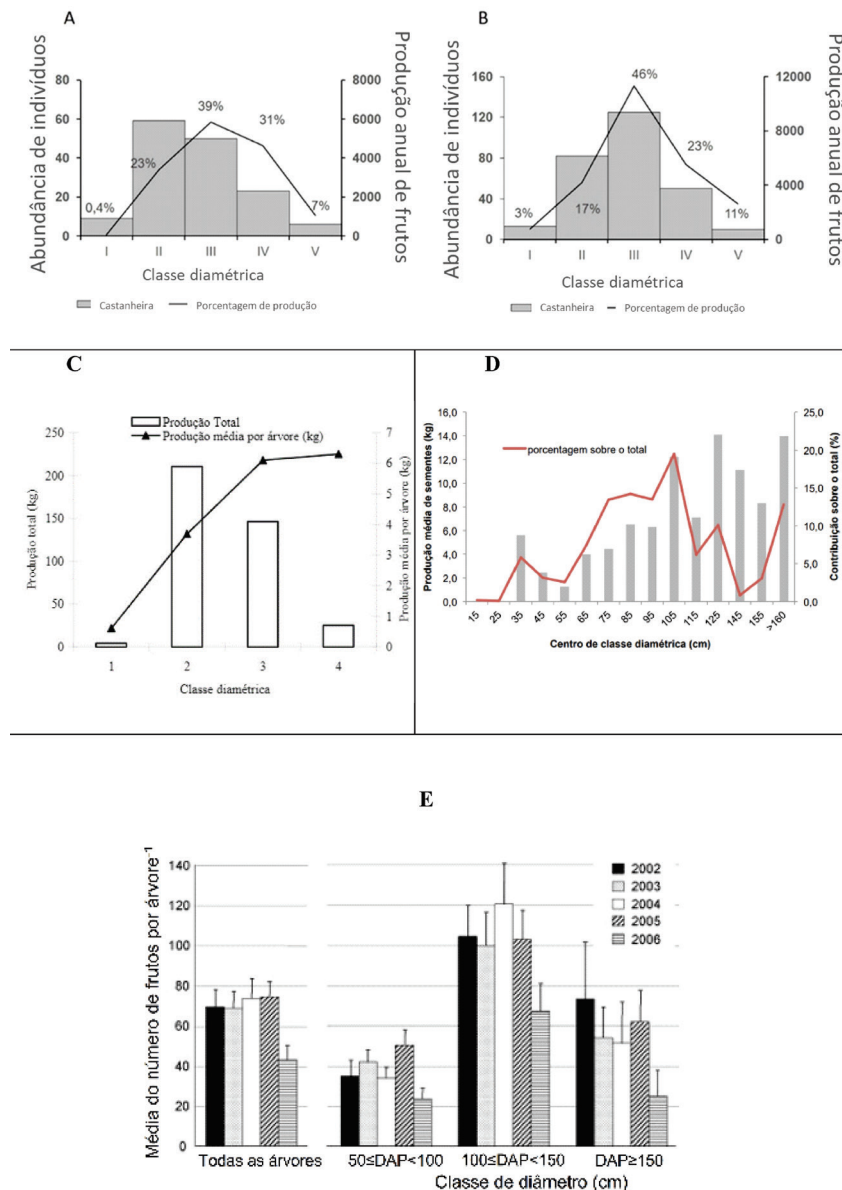 A
Abundância de indivíduos
Produção anual de frutos
80
60
40
20
0
8000
6000
4000
2000
0
0,4%
23%
39%
31%
7%
I II III IV V
Classe diamétrica
Castanheira Porcentagem de produção
B
Abundância de indivíduos
Produção anual de frutos
160
120
80
40
0
12000
8000
4000
0
3%
17%
46%
23%
11%
I II III IV V
Classe diamétrica
Castanheira Porcentagem de produção
C
Produção Total
Produção média por árvore (kg)
Produção total (kg)
Produção média por árvore (kg)
250
200
150
100
50
0
7
6
5
4
3
2
1
0
1 2 3 4
Classe diamétrica
D
porcentagem sobre o total
Produção média de sementes (kg)
Contribuição sobre o total (%)
16,0
14,0
12,0
10,0
8,0
6,0
4,0
2,0
0,0
25,0
20,0
15,0
10,0
5,0
0,0
15 25 35 45 55 65 75 85 95 105 115 125 145 155 >160
Centro de classe diamétrica (cm)
E
Média do número de frutos por árvore⁻¹
140
120
100
80
60
40
20
0
2002
2003
2004
2005
2006
Todas as árvores 50≤DAP<100 100≤DAP<150 DAP≥150
Classe de diâmetro (cm)